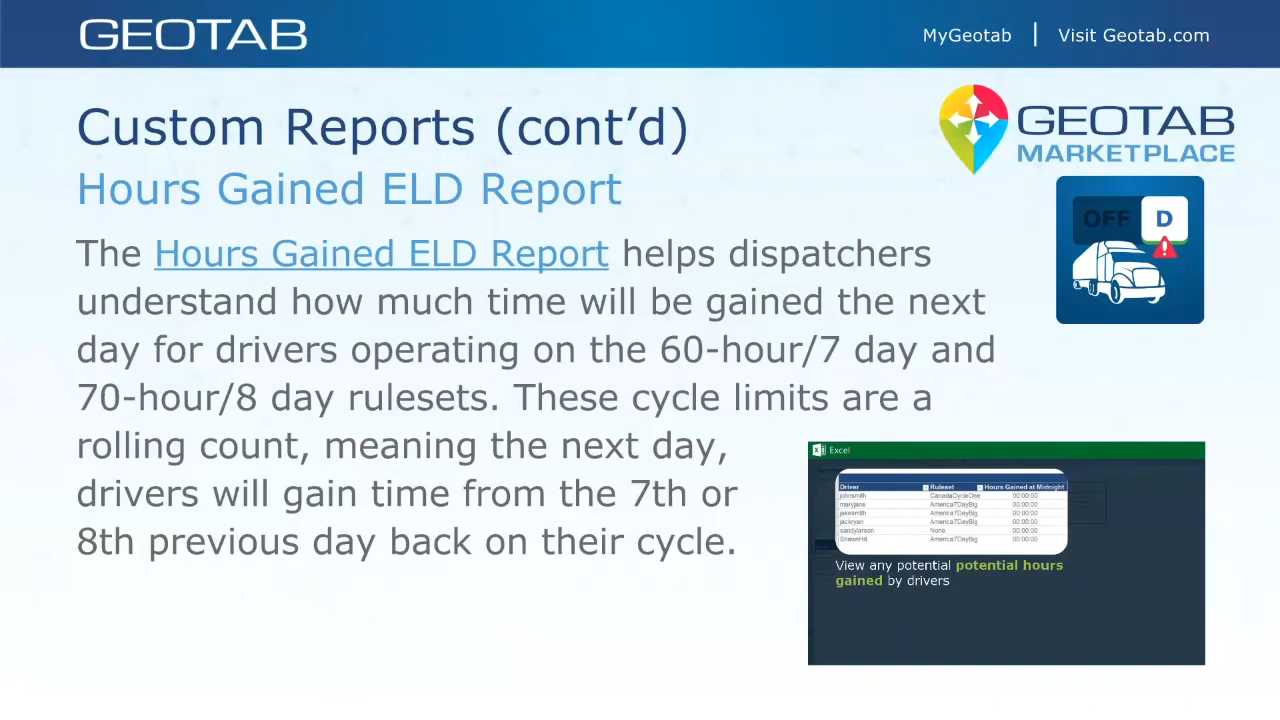 GEOTAB
MyGeotab | Visit Geotab.com
Custom Reports (cont’d)
GEOTAB
MARKETPLACE
Hours Gained ELD Report
OFF D
The Hours Gained ELD Report helps dispatchers
understand how much time will be gained the next
day for drivers operating on the 60-hour/7 day and
70-hour/8 day rulesets. These cycle limits are a
rolling count, meaning the next day,
drivers will gain time from the 7th or
8th previous day back on their cycle.
Excel
Driver Ruleset Hours Gained at Midnight
johnsmith CanadaCycleOne 00:00:00
maryjane America7DayBig 00:00:00
jakesmith America7DayBig 00:00:00
jackryan America7DayBig 00:00:00
sandylarson None 00:00:00
ShawnHill America7DayBig 00:00:00
View any potential potential hours
gained by drivers